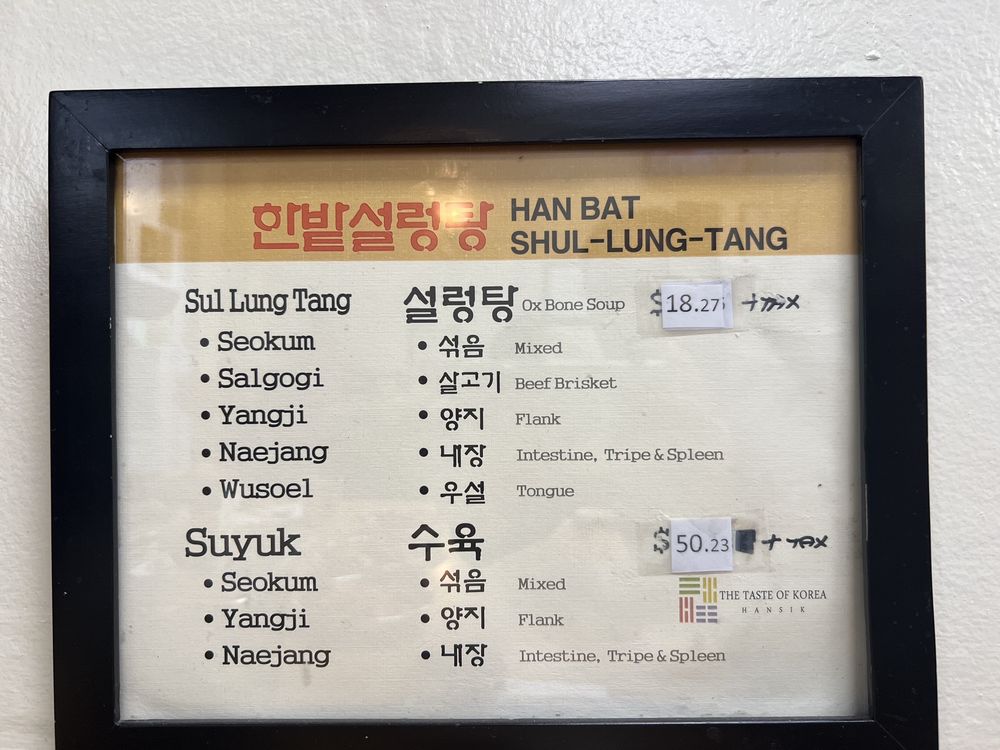 한밭설렁탕 HAN BAT
SHUL-LUNG-TANG
Sul Lung Tang 설렁탕 Ox Bone Soup $18.27 +TAX
• Seokum • 섞음 Mixed
• Salgogi • 살고기 Beef Brisket
• Yangji • 양지 Flank
• Naejang • 내장 Intestine, Tripe & Spleen
• Wusoel • 우설 Tongue
Suyuk 수육 $50.23 + TAX
• Seokum • 섞음 Mixed
• Yangji • 양지 Flank
• Naejang • 내장 Intestine, Tripe & Spleen
THE TASTE OF KOREA
HANSIK